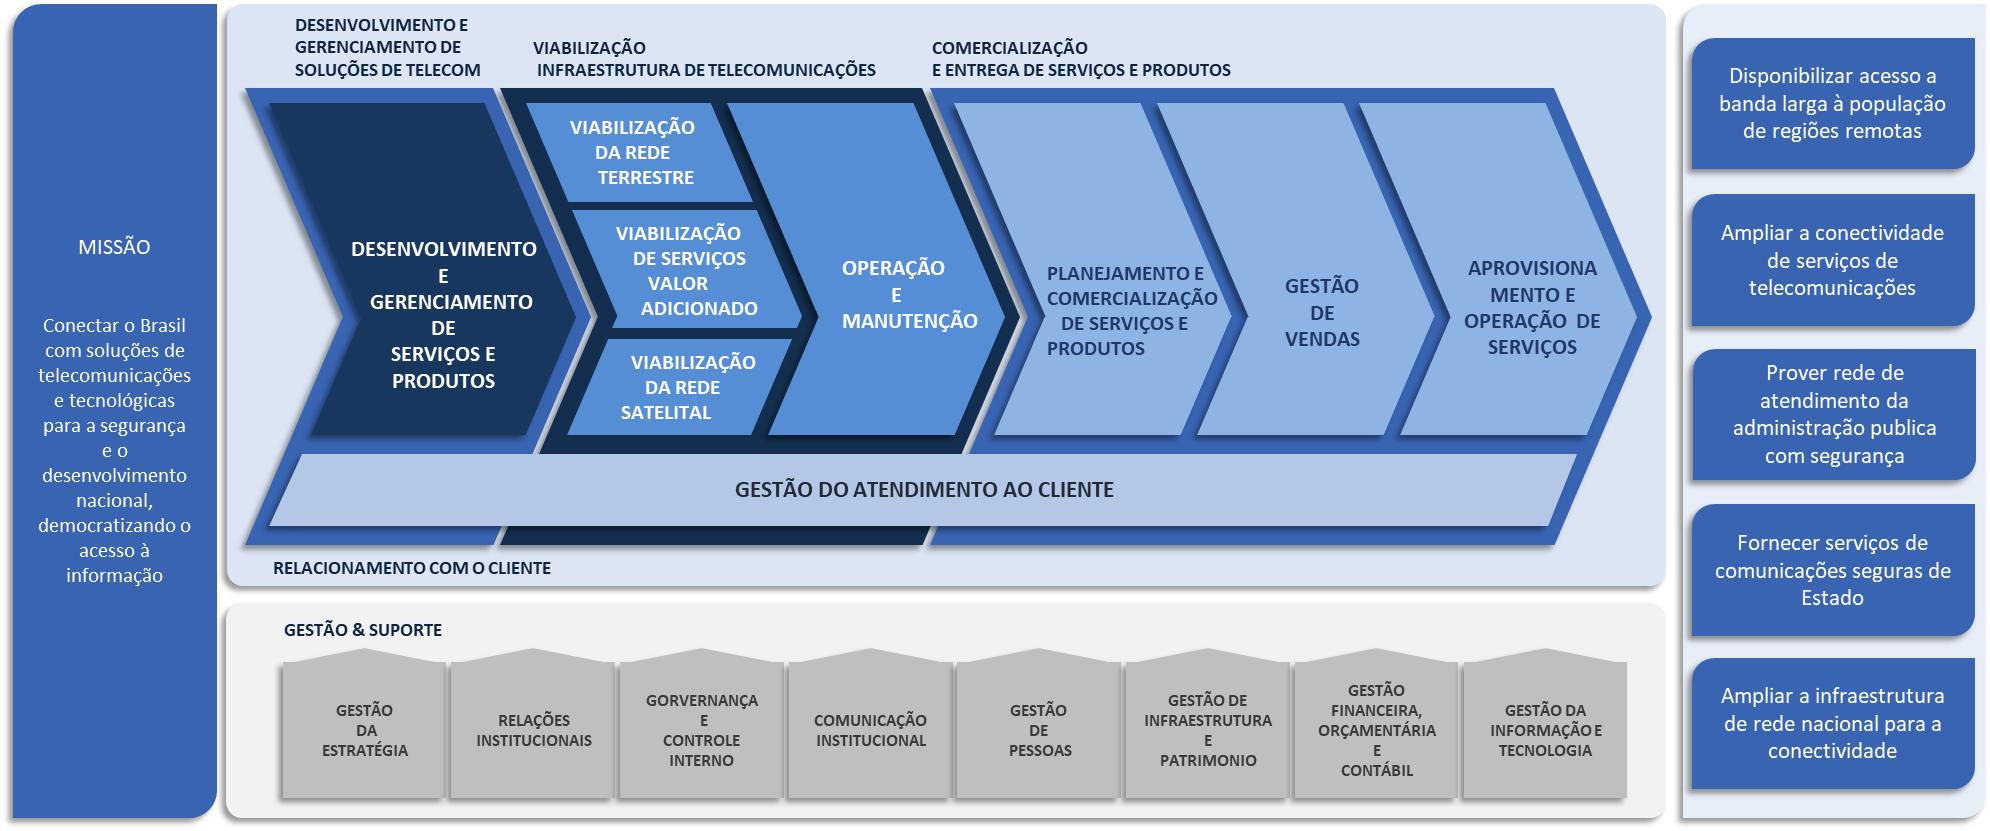 MISSÃO
Conectar o Brasil
com soluções de
telecomunicações
e tecnológicas
para a segurança
e o
desenvolvimento
nacional,
democratizando o
acesso à
informação
DESENVOLVIMENTO E
GERENCIAMENTO DE
SOLUÇÕES DE TELECOM
VIABILIZAÇÃO
INFRAESTRUTURA DE TELECOMUNICAÇÕES
COMERCIALIZAÇÃO
E ENTREGA DE SERVIÇOS E PRODUTOS
DESENVOLVIMENTO
E
GERENCIAMENTO
DE
SERVIÇOS E
PRODUTOS
VIABILIZAÇÃO
DA REDE
TERRESTRE
VIABILIZAÇÃO
DE SERVIÇOS
VALOR
ADICIONADO
VIABILIZAÇÃO
DA REDE
SATELITAL
OPERAÇÃO
E
MANUTENÇÃO
PLANEJAMENTO E
COMERCIALIZAÇÃO
DE SERVIÇOS E
PRODUTOS
GESTÃO
DE
VENDAS
APROVISIONA
MENTO E
OPERAÇÃO DE
SERVIÇOS
GESTÃO DO ATENDIMENTO AO CLIENTE
RELACIONAMENTO COM O CLIENTE
GESTÃO & SUPORTE
GESTÃO
DA
ESTRATÉGIA
RELAÇÕES
INSTITUCIONAIS
GORVERNANÇA
E
CONTROLE
INTERNO
COMUNICAÇÃO
INSTITUCIONAL
GESTÃO
DE
PESSOAS
GESTÃO DE
INFRAESTRUTURA
E
PATRIMONIO
GESTÃO
FINANCEIRA,
ORÇAMENTÁRIA
E
CONTÁBIL
GESTÃO DA
INFORMAÇÃO E
TECNOLOGIA
Disponibilizar acesso a
banda larga à população
de regiões remotas
Ampliar a conectividade
de serviços de
telecomunicações
Prover rede de
atendimento da
administração publica
com segurança
Fornecer serviços de
comunicações seguras de
Estado
Ampliar a infraestrutura
de rede nacional para a
conectividade